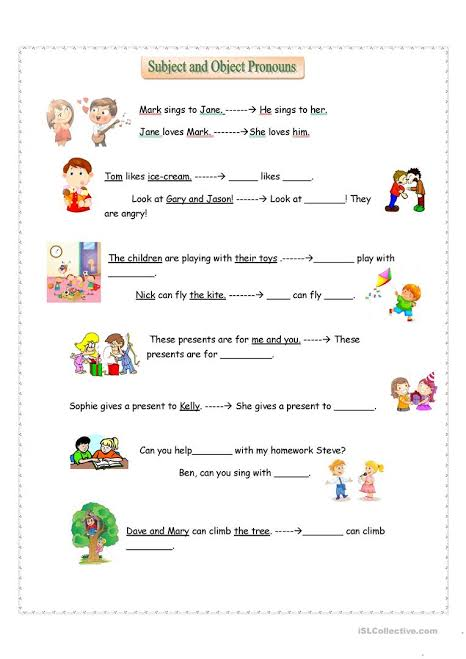 Subject and Object Pronouns
Mark sings to Jane. ------→ He sings to her.
Jane loves Mark. -------→She loves him.
Tom likes ice-cream. ------→ _____ likes _____.
Look at Gary and Jason! ------→ Look at _______! They
are angry!
The children are playing with their toys .------→_______ play with
________.
Nick can fly the kite. -------→ ____ can fly _____.
These presents are for me and you. -----→ These
presents are for _________.
Sophie gives a present to Kelly. -----→ She gives a present to _______.
Can you help_______ with my homework Steve?
Ben, can you sing with ______.
Dave and Mary can climb the tree. -----→_______ can climb
________.
iSLCollective.com